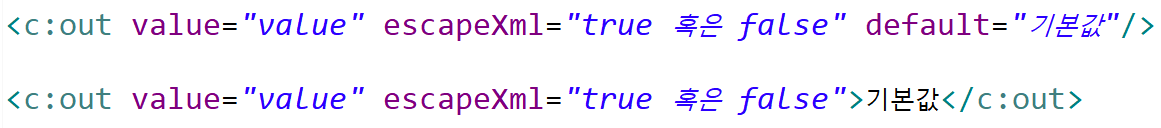 <c:out value="value" escapeXml="true 혹은 false" default="기본값"/>
<c:out value="value" escapeXml="true 혹은 false">기본값</c:out>